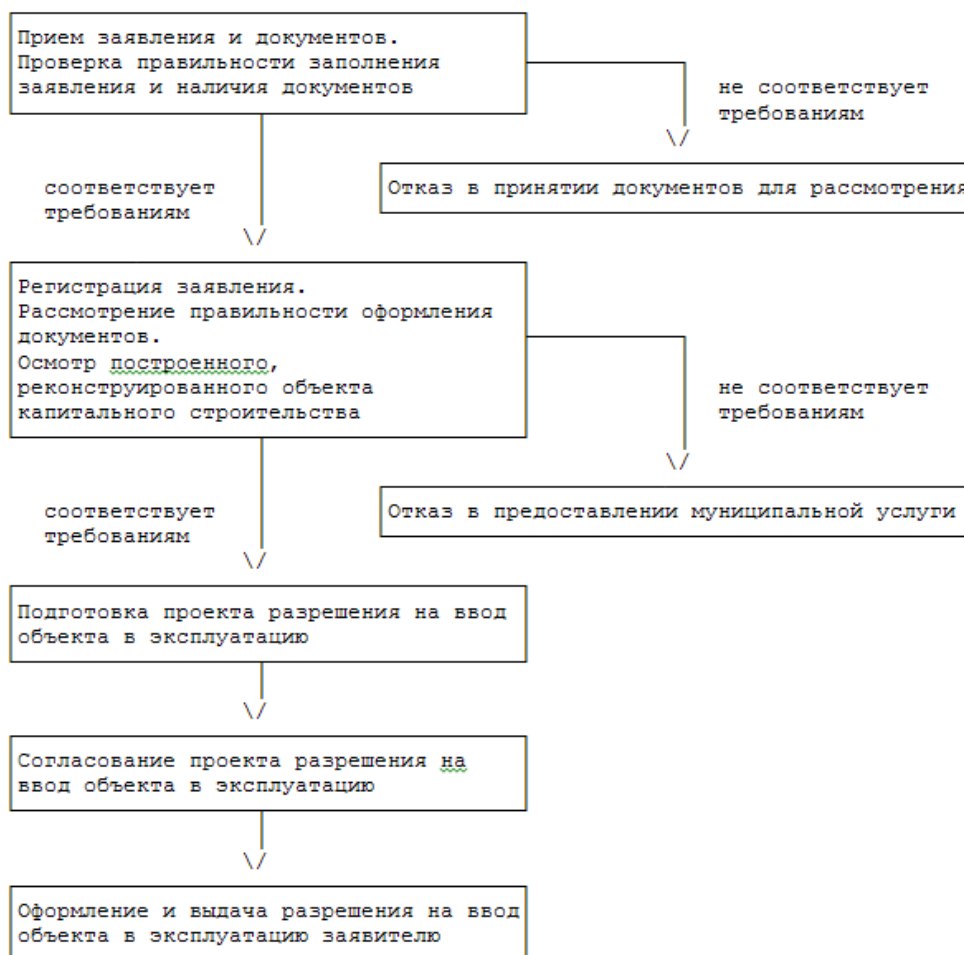 Прием заявления и документов.
Проверка правильности заполнения
заявления и наличия документов
не соответствует
требованиям
\/
соответствует
требованиям
Отказ в принятии документов для рассмотрения
\/
Регистрация заявления.
Рассмотрение правильности оформления
документов.
Осмотр построенного,
реконструированного объекта
капитального строительства
не соответствует
требованиям
\/
соответствует
требованиям
Отказ в предоставлении муниципальной услуги
\/
Подготовка проекта разрешения на ввод
объекта в эксплуатацию
\/
Согласование проекта разрешения на
ввод объекта в эксплуатацию
\/
Оформление и выдача разрешения на ввод
объекта в эксплуатацию заявителю